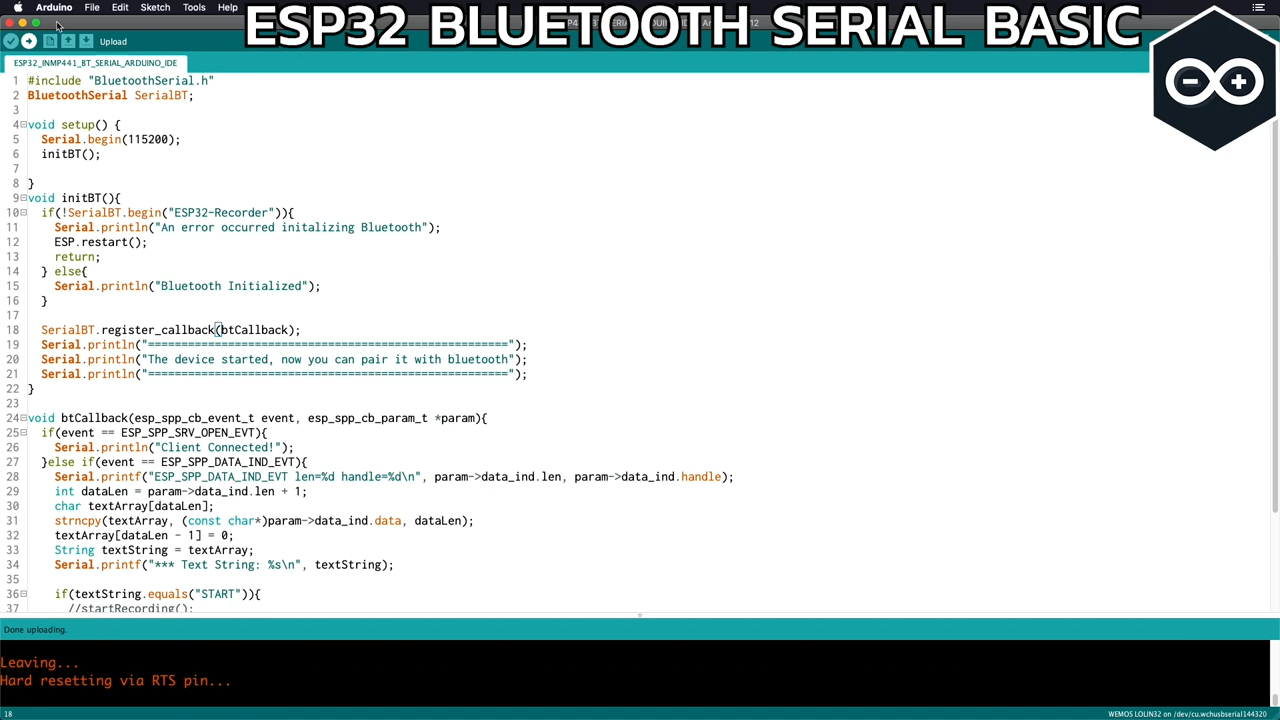 Arduino File Edit Sketch Tools Help
ESP32 BLUETOOTH SERIAL BASIC
Upload
ESP32_INMP441_BT_SERIAL_ARDUINO_IDE
1 #include "BluetoothSerial.h"
2 BluetoothSerial SerialBT;
3
4 void setup() {
5 Serial.begin(115200);
6 initBT();
7
8 }
9 void initBT(){
10 if(!SerialBT.begin("ESP32-Recorder")){
11 Serial.println("An error occurred initalizing Bluetooth");
12 ESP.restart();
13 return;
14 } else{
15 Serial.println("Bluetooth Initialized");
16 }
17
18 SerialBT.register_callback(btCallback);
19 Serial.println("======================================================");
20 Serial.println("The device started, now you can pair it with bluetooth");
21 Serial.println("======================================================");
22 }
23
24 void btCallback(esp_spp_cb_event_t event, esp_spp_cb_param_t *param){
25 if(event == ESP_SPP_SRV_OPEN_EVT){
26 Serial.println("Client Connected!");
27 }else if(event == ESP_SPP_DATA_IND_EVT){
28 Serial.printf("ESP_SPP_DATA_IND_EVT len=%d handle=%d\n", param->data_ind.len, param->data_ind.handle);
29 int dataLen = param->data_ind.len + 1;
30 char textArray[dataLen];
31 strncpy(textArray, (const char*)param->data_ind.data, dataLen);
32 textArray[dataLen - 1] = 0;
33 String textString = textArray;
34 Serial.printf("*** Text String: %s\n", textString);
35
36 if(textString.equals("START")){
37 //startRecording();
Done uploading.
Leaving...
Hard resetting via RTS pin...
18
WEMOS LOLIN32 on /dev/cu.wchusbserial144320